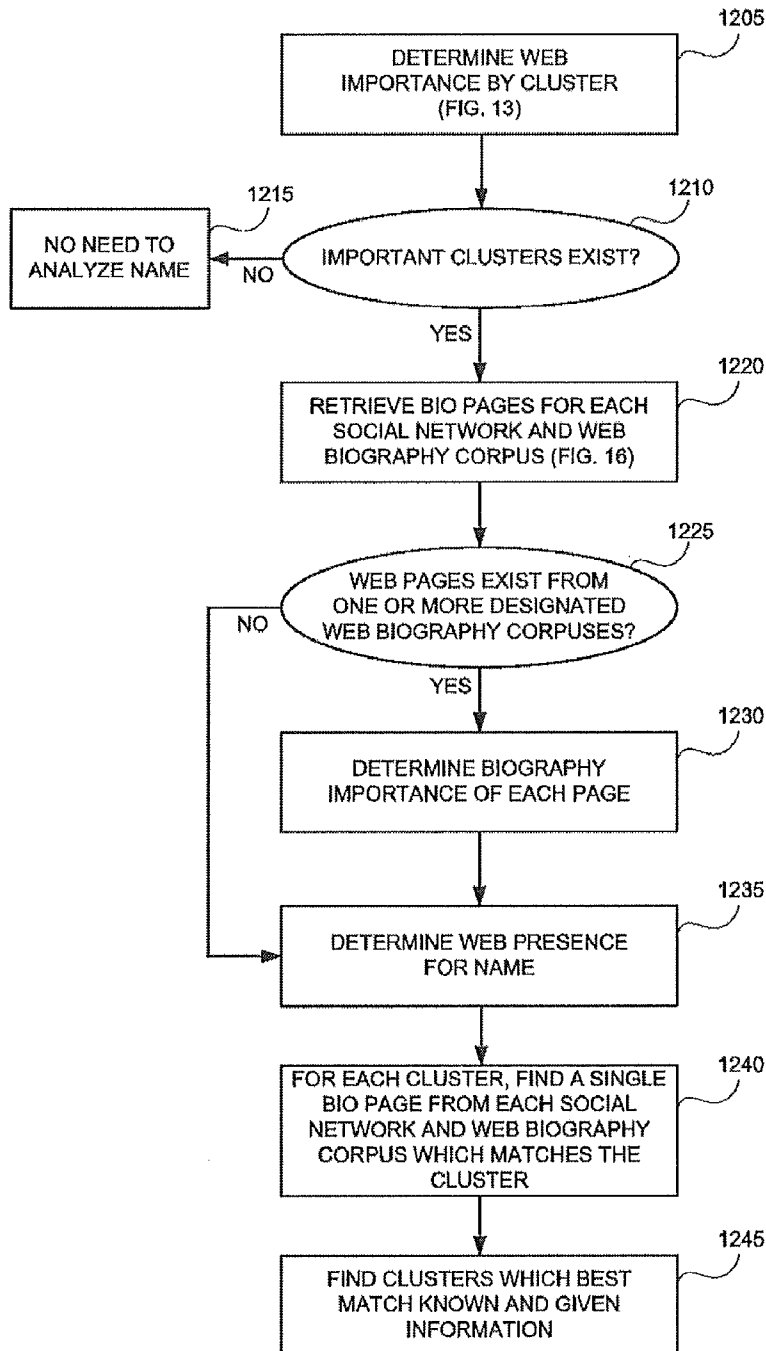 1205
DETERMINE WEB
IMPORTANCE BY CLUSTER
(FIG. 13)
1210
IMPORTANT CLUSTERS EXIST?
1215
NO NEED TO
ANALYZE NAME
NO
YES
1220
RETRIEVE BIO PAGES FOR EACH
SOCIAL NETWORK AND WEB
BIOGRAPHY CORPUS (FIG. 16)
1225
WEB PAGES EXIST FROM
ONE OR MORE DESIGNATED
WEB BIOGRAPHY CORPUSES?
NO
YES
1230
DETERMINE BIOGRAPHY
IMPORTANCE OF EACH PAGE
1235
DETERMINE WEB PRESENCE
FOR NAME
1240
FOR EACH CLUSTER, FIND A SINGLE
BIO PAGE FROM EACH SOCIAL
NETWORK AND WEB BIOGRAPHY
CORPUS WHICH MATCHES THE
CLUSTER
1245
FIND CLUSTERS WHICH BEST
MATCH KNOWN AND GIVEN
INFORMATION